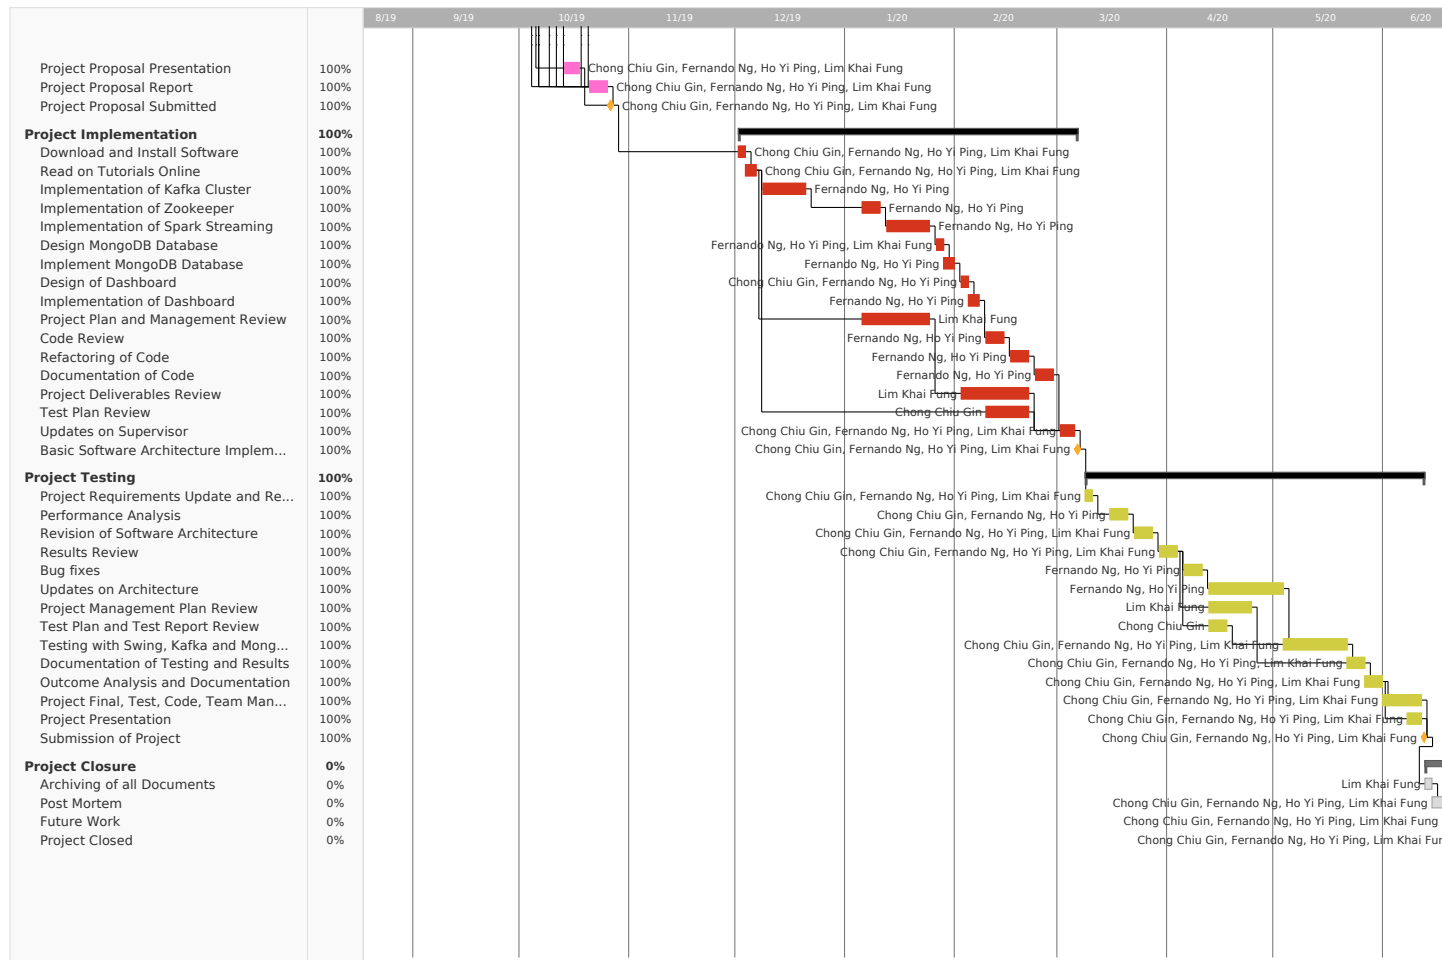 8/19 9/19 10/19 11/19 12/19 1/20 2/20 3/20 4/20 5/20 6/20
Project Proposal Presentation 100% Chong Chiu Gin, Fernando Ng, Ho Yi Ping, Lim Khai Fung
Project Proposal Report 100% Chong Chiu Gin, Fernando Ng, Ho Yi Ping, Lim Khai Fung
Project Proposal Submitted 100% Chong Chiu Gin, Fernando Ng, Ho Yi Ping, Lim Khai Fung
Project Implementation 100%
Download and Install Software 100% Chong Chiu Gin, Fernando Ng, Ho Yi Ping, Lim Khai Fung
Read on Tutorials Online 100% Chong Chiu Gin, Fernando Ng, Ho Yi Ping, Lim Khai Fung
Implementation of Kafka Cluster 100% Fernando Ng, Ho Yi Ping
Implementation of Zookeeper 100% Fernando Ng, Ho Yi Ping
Implementation of Spark Streaming 100% Fernando Ng, Ho Yi Ping
Design MongoDB Database 100% Fernando Ng, Ho Yi Ping, Lim Khai Fung
Implement MongoDB Database 100% Fernando Ng, Ho Yi Ping
Design of Dashboard 100% Chong Chiu Gin, Fernando Ng, Ho Yi Ping
Implementation of Dashboard 100% Fernando Ng, Ho Yi Ping
Project Plan and Management Review 100% Lim Khai Fung
Code Review 100% Fernando Ng, Ho Yi Ping
Refactoring of Code 100% Fernando Ng, Ho Yi Ping
Documentation of Code 100% Fernando Ng, Ho Yi Ping
Project Deliverables Review 100% Lim Khai Fung
Test Plan Review 100% Chong Chiu Gin
Updates on Supervisor 100% Chong Chiu Gin, Fernando Ng, Ho Yi Ping, Lim Khai Fung
Basic Software Architecture Implem... 100% Chong Chiu Gin, Fernando Ng, Ho Yi Ping, Lim Khai Fung
Project Testing 100%
Project Requirements Update and Re... 100% Chong Chiu Gin, Fernando Ng, Ho Yi Ping, Lim Khai Fung
Performance Analysis 100% Chong Chiu Gin, Fernando Ng, Ho Yi Ping
Revision of Software Architecture 100% Chong Chiu Gin, Fernando Ng, Ho Yi Ping, Lim Khai Fung
Results Review 100% Chong Chiu Gin, Fernando Ng, Ho Yi Ping, Lim Khai Fung
Bug fixes 100% Fernando Ng, Ho Yi Ping
Updates on Architecture 100% Fernando Ng, Ho Yi Ping
Project Management Plan Review 100% Lim Khai Fung
Test Plan and Test Report Review 100% Chong Chiu Gin
Testing with Swing, Kafka and Mong... 100% Chong Chiu Gin, Fernando Ng, Ho Yi Ping, Lim Khai Fung
Documentation of Testing and Results 100% Chong Chiu Gin, Fernando Ng, Ho Yi Ping, Lim Khai Fung
Outcome Analysis and Documentation 100% Chong Chiu Gin, Fernando Ng, Ho Yi Ping, Lim Khai Fung
Project Final, Test, Code, Team Man... 100% Chong Chiu Gin, Fernando Ng, Ho Yi Ping, Lim Khai Fung
Project Presentation 100% Chong Chiu Gin, Fernando Ng, Ho Yi Ping, Lim Khai Fung
Submission of Project 100% Chong Chiu Gin, Fernando Ng, Ho Yi Ping, Lim Khai Fung
Project Closure 0%
Archiving of all Documents 0% Lim Khai Fung
Post Mortem 0% Chong Chiu Gin, Fernando Ng, Ho Yi Ping, Lim Khai Fung
Future Work 0% Chong Chiu Gin, Fernando Ng, Ho Yi Ping, Lim Khai Fung
Project Closed 0% Chong Chiu Gin, Fernando Ng, Ho Yi Ping, Lim Khai Fur